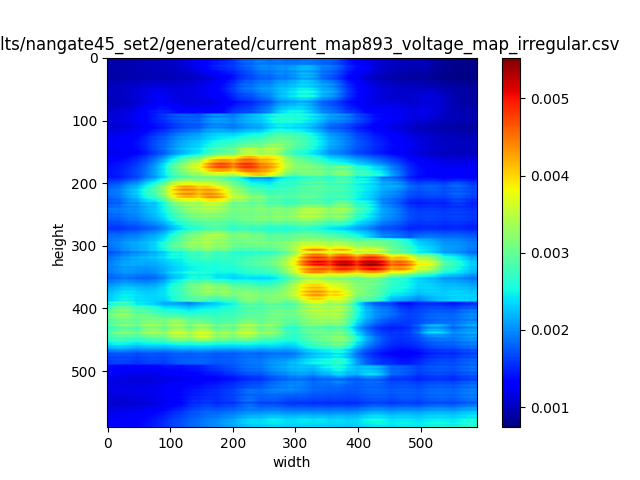 lts/nangate45_set2/generated/current_map893_voltage_map_irregular.csv
0
100
200
300
400
500
height
0 100 200 300 400 500
width
0.005
0.004
0.003
0.002
0.001